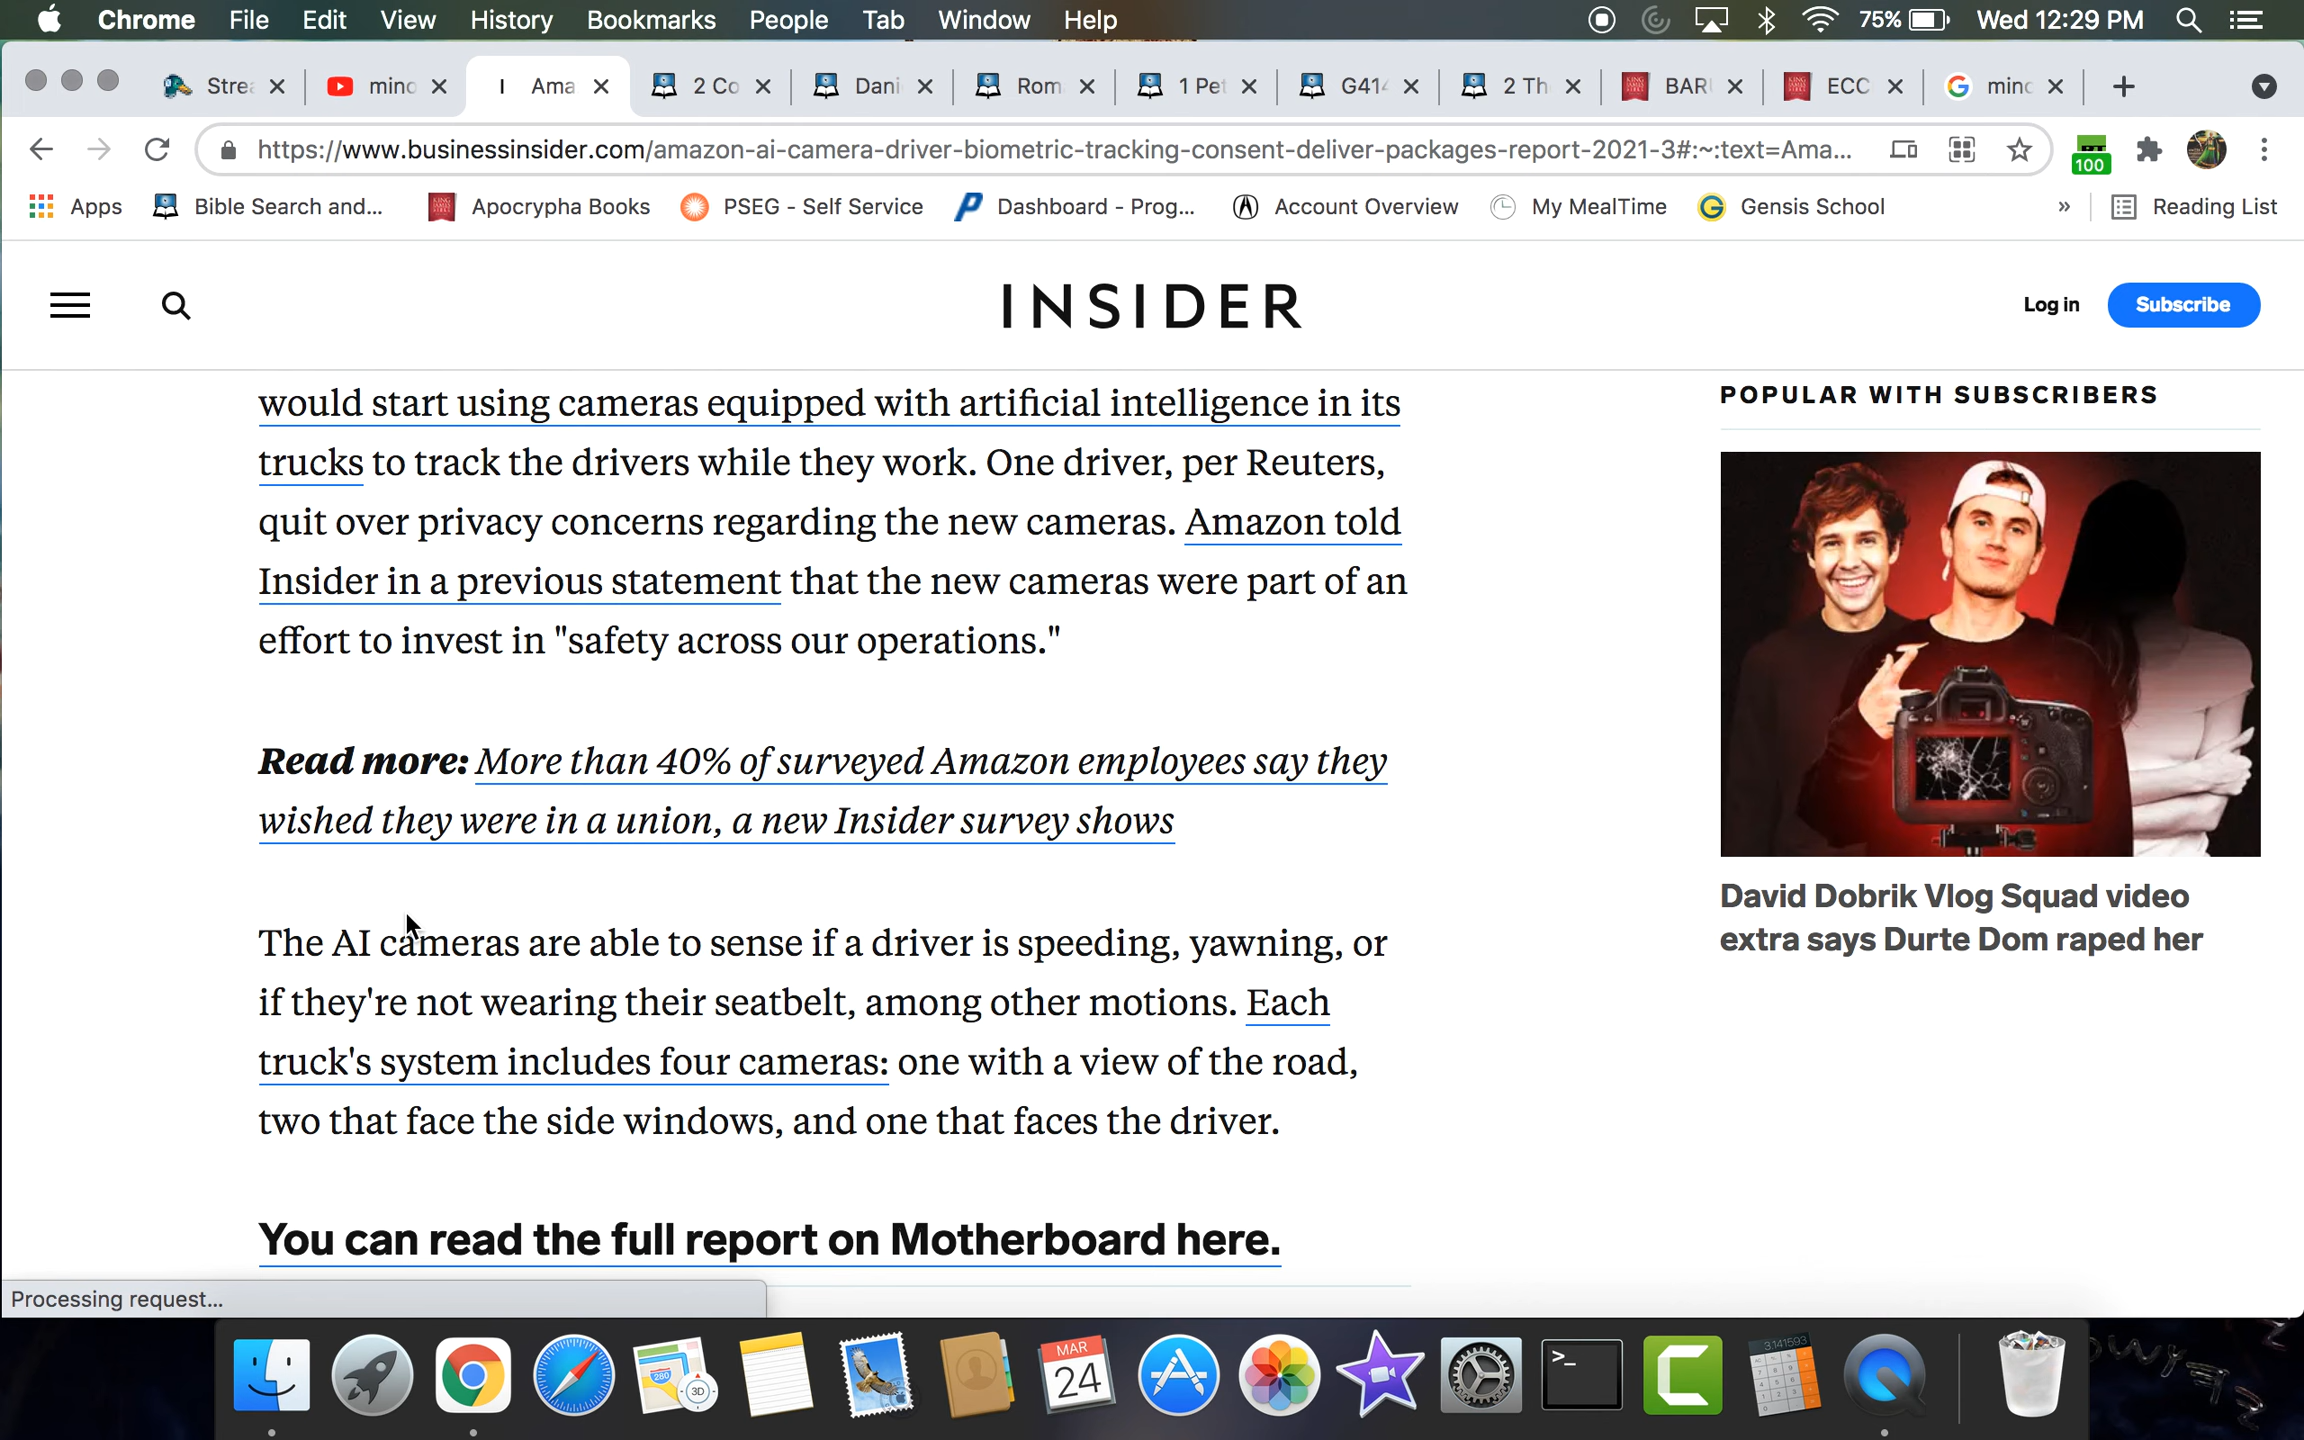 Chrome File Edit View History Bookmarks People Tab Window Help 75% Wed 12:29 PM
Strea minc I Ama 2 Co Dani Rom 1 Pet G414 2 Th BAR ECC G minc
https://www.businessinsider.com/amazon-ai-camera-driver-biometric-tracking-consent-deliver-packages-report-2021-3#:~:text=Ama... 100
Apps Bible Search and... Apocrypha Books PSEG - Self Service Dashboard - Prog... Account Overview My MealTime Gensis School » Reading List
INSIDER
Log in Subscribe
would start using cameras equipped with artificial intelligence in its
trucks to track the drivers while they work. One driver, per Reuters,
quit over privacy concerns regarding the new cameras. Amazon told
Insider in a previous statement that the new cameras were part of an
effort to invest in "safety across our operations."
Read more: More than 40% of surveyed Amazon employees say they
wished they were in a union, a new Insider survey shows
The AI cameras are able to sense if a driver is speeding, yawning, or
if they're not wearing their seatbelt, among other motions. Each
truck's system includes four cameras: one with a view of the road,
two that face the side windows, and one that faces the driver.
You can read the full report on Motherboard here.
POPULAR WITH SUBSCRIBERS
David Dobrik Vlog Squad video
extra says Durte Dom raped her
Processing request...
280 3D
MAR
24
>_
3.141593